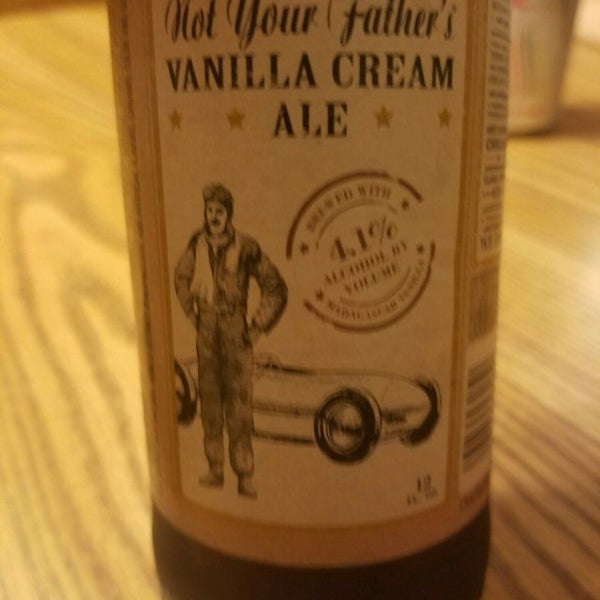 Not Your Father's
VANILLA CREAM
ALE
BREWED WITH
4.1%
ALCOHOL BY
VOLUME
MADAGASCAR VANILLA
12
FL. OZ.